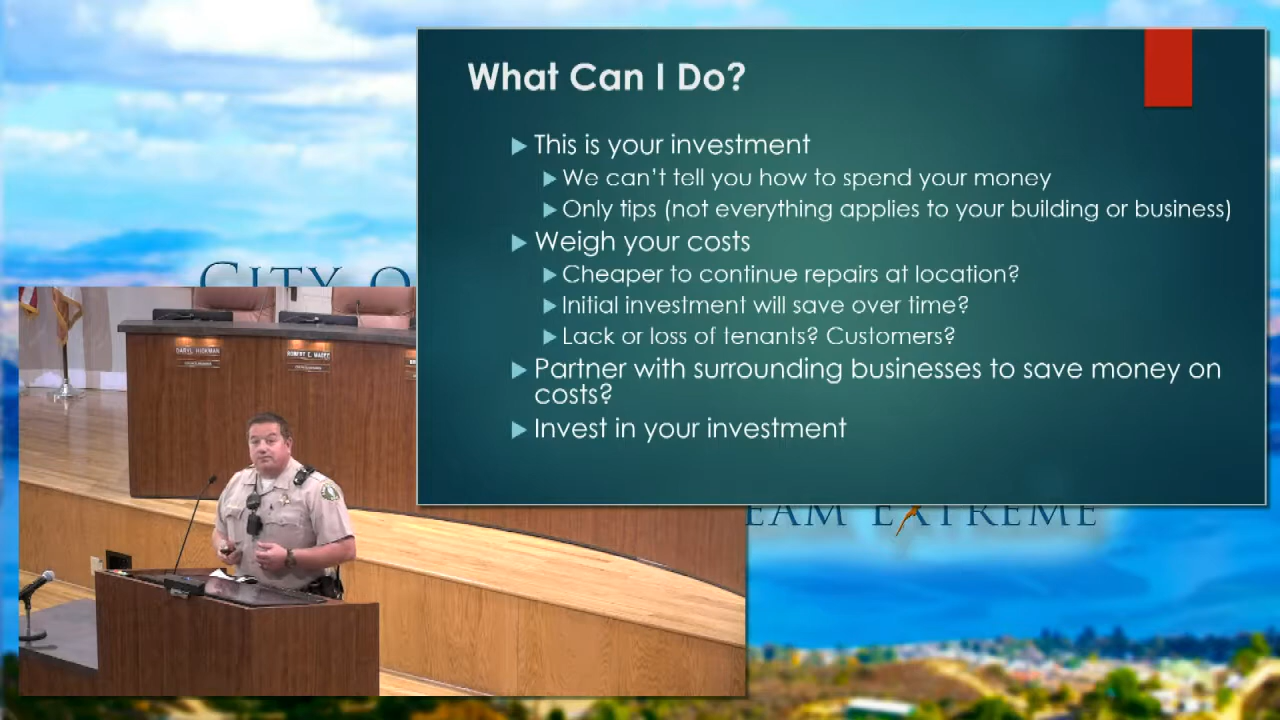 What Can I Do?
This is your investment
We can't tell you how to spend your money
Only tips (not everything applies to your building or business)
Weigh your costs
Cheaper to continue repairs at location?
Initial investment will save over time?
Lack or loss of tenants? Customers?
Partner with surrounding businesses to save money on
costs?
Invest in your investment
CITY O
EAM EXTREME
DARYL HICKMAN
ROBERT E. MAGEE